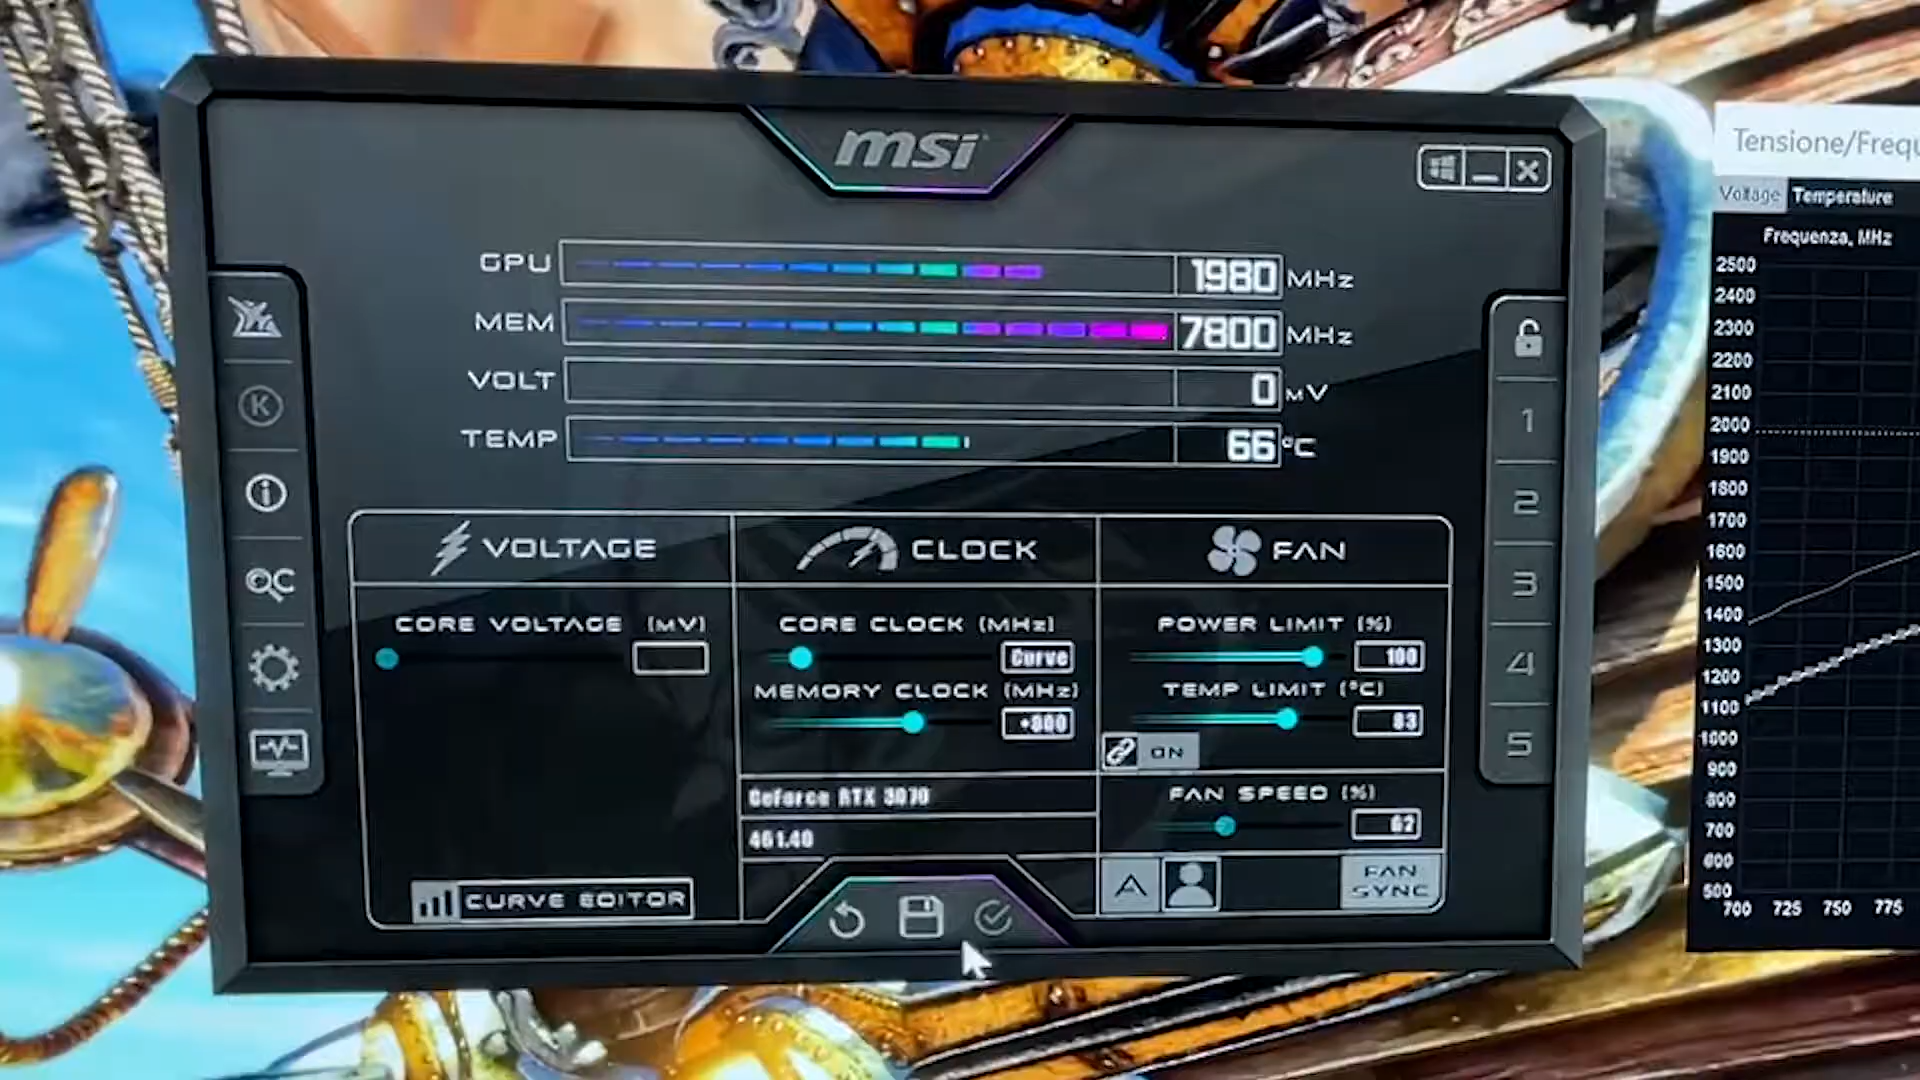 msi
GPU 1980 MHz
MEM 7800 MHz
VOLT 0 MV
TEMP 66 °C
K
i
OC
1
2
3
4
5
VOLTAGE
CLOCK
FAN
CORE VOLTAGE (MV)
CORE CLOCK (MHz)
Curve
MEMORY CLOCK (MHz)
+800
POWER LIMIT (%)
100
TEMP LIMIT (°C)
83
ON
FAN SPEED (%)
62
Geforce RTX 3070
461.40
CURVE EDITOR
A
FAN SYNC
Tensione/Frequ
Voltage Temperature
Frequenza, MHz
2500
2400
2300
2200
2100
2000
1900
1800
1700
1600
1500
1400
1300
1200
1100
1000
900
800
700
600
500
700 725 750 775